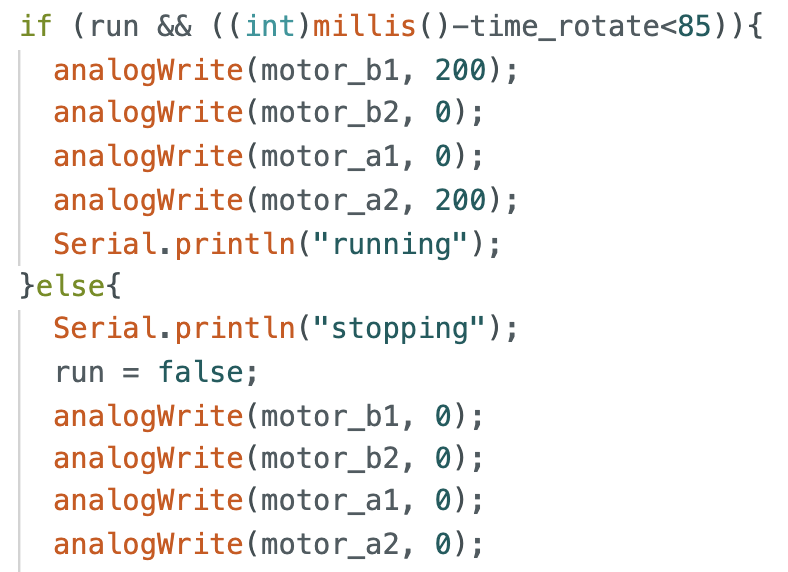 if (run && ((int)millis()-time_rotate<85)){
analogWrite(motor_b1, 200);
analogWrite(motor_b2, 0);
analogWrite(motor_a1, 0);
analogWrite(motor_a2, 200);
Serial.println("running");
}else{
Serial.println("stopping");
run = false;
analogWrite(motor_b1, 0);
analogWrite(motor_b2, 0);
analogWrite(motor_a1, 0);
analogWrite(motor_a2, 0);